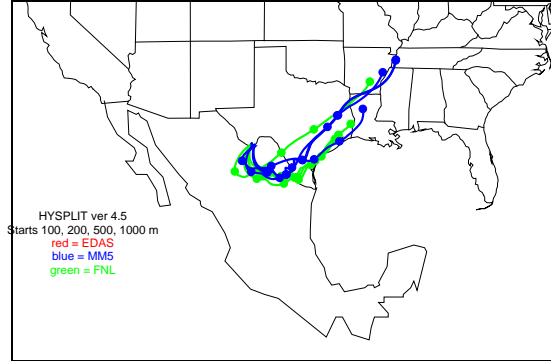 HYSPLIT ver 4.5
Starts 100, 200, 500, 1000 m
red = EDAS
blue = MM5
green = FNL